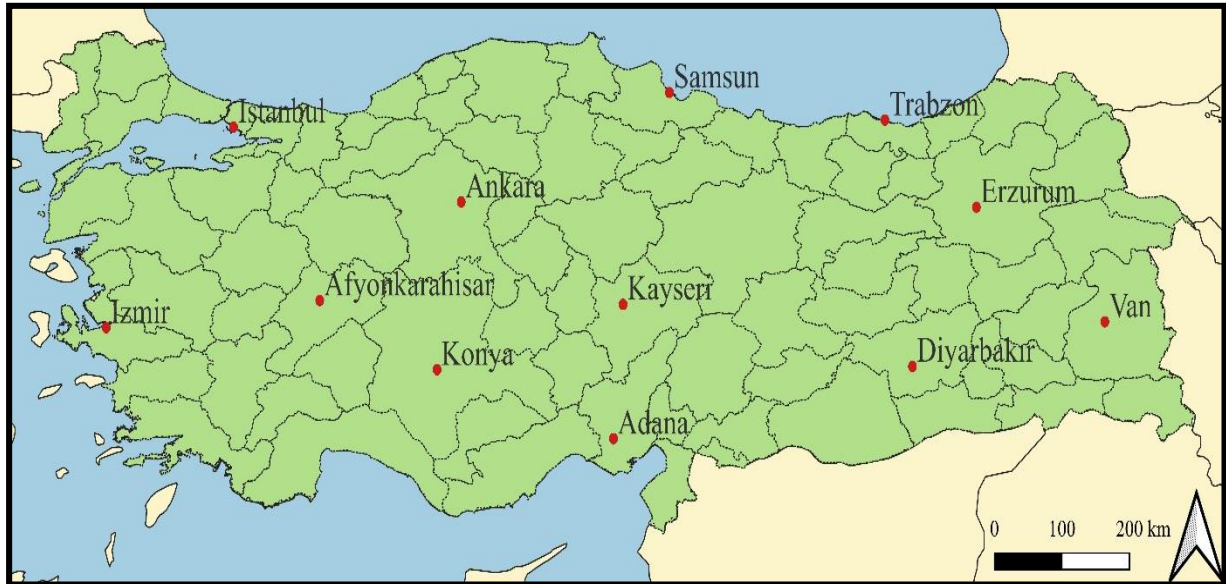 Samsun
Istanbul
Trabzon
Ankara
Erzurum
Afyonkarahisar
Kayseri
Izmir
Van
Konya
Diyarbakır
Adana
0 100 200 km